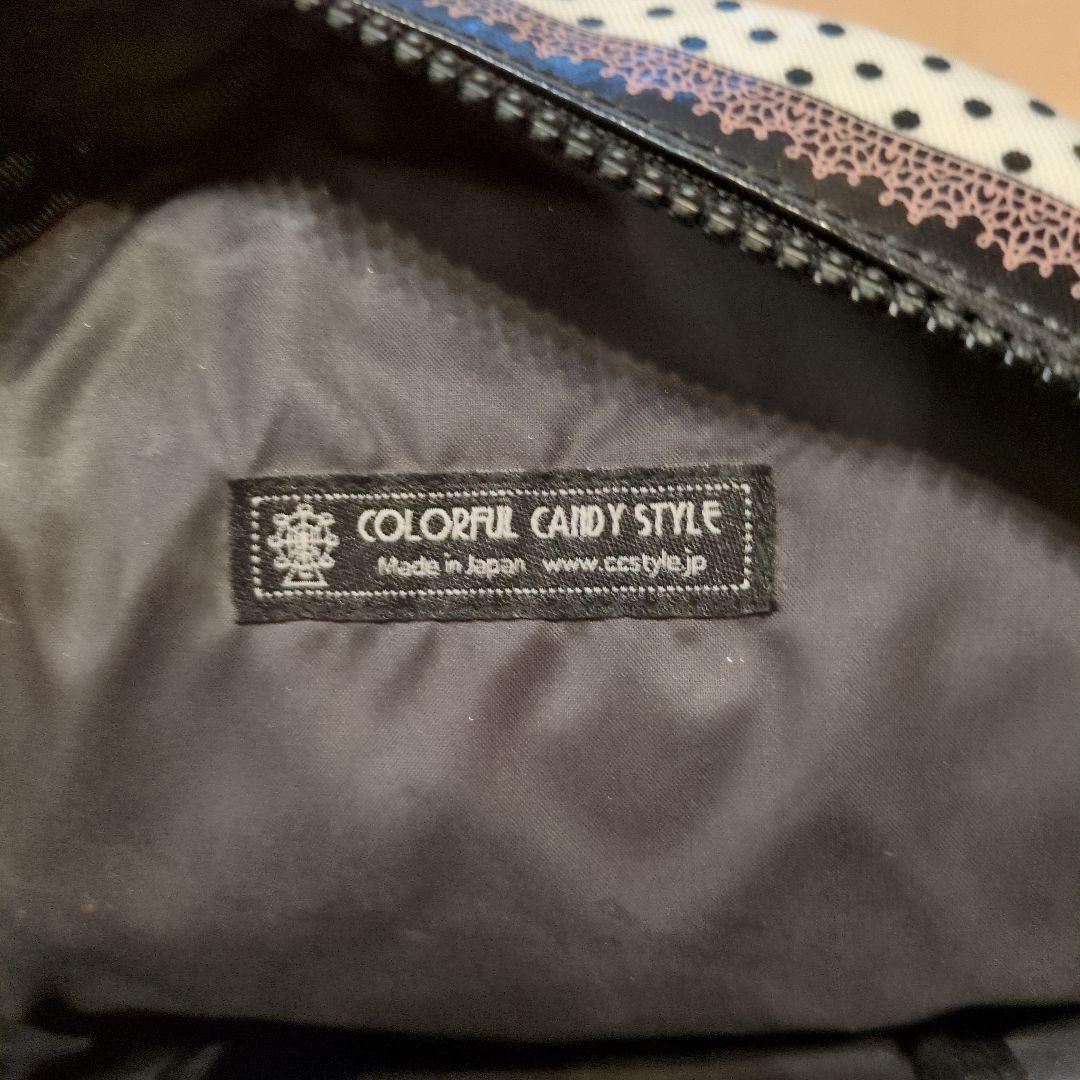 COLORFUL CANDY STYLE
Made in Japan www.ccstyle.jp